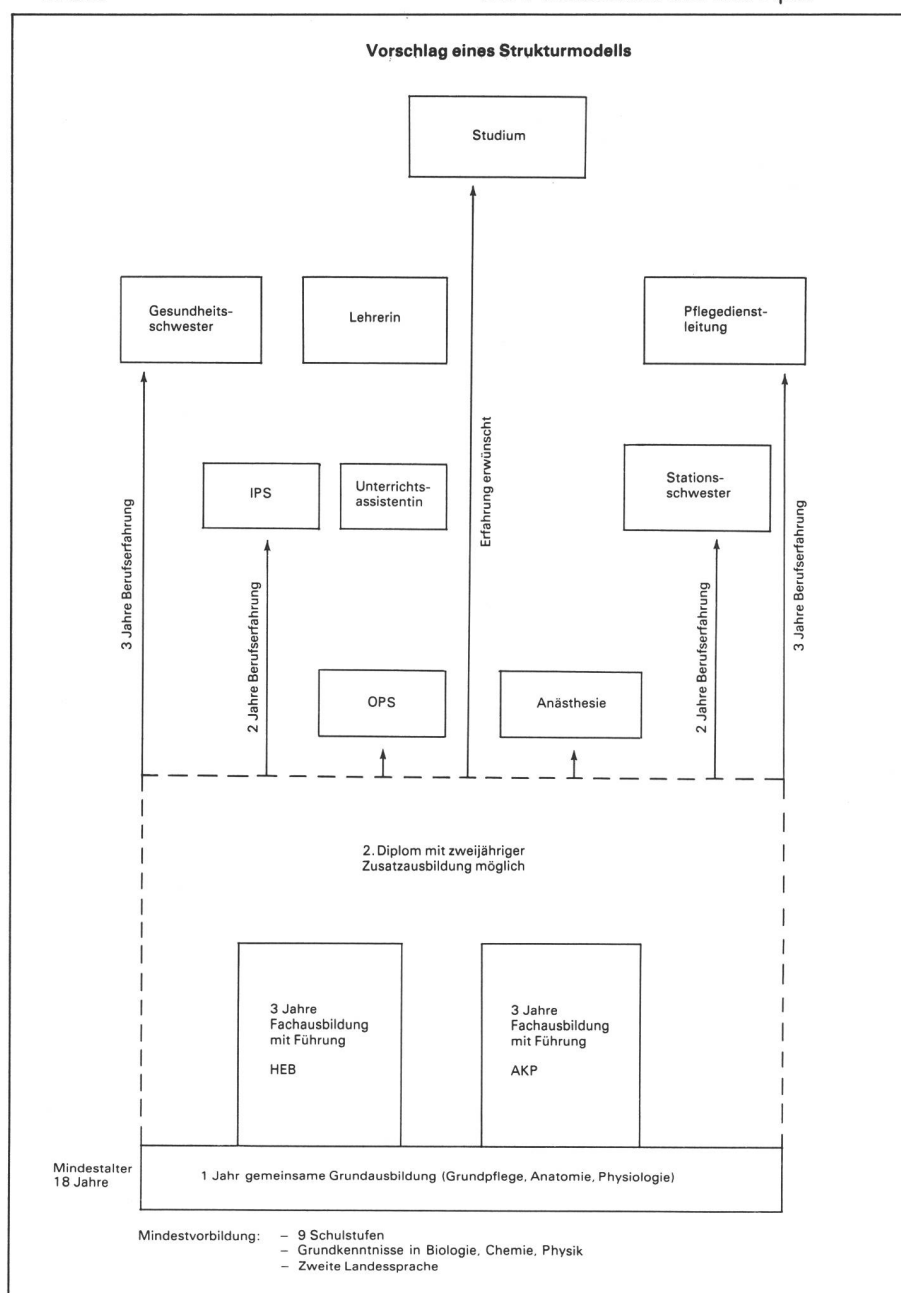 Vorschlag eines Strukturmodells
Studium
Gesundheits-
schwester
Lehrerin
Pflegedienst-
leitung
3 Jahre Berufserfahrung
IPS
Unterrichts-
assistentin
Erfahrung erwünscht
Stations-
schwester
3 Jahre Berufserfahrung
2 Jahre Berufserfahrung
OPS
Anästhesie
2 Jahre Berufserfahrung
2. Diplom mit zweijähriger
Zusatzausbildung möglich
3 Jahre
Fachausbildung
mit Führung
HEB
3 Jahre
Fachausbildung
mit Führung
AKP
Mindestalter
18 Jahre
1 Jahr gemeinsame Grundausbildung (Grundpflege, Anatomie, Physiologie)
Mindestvorbildung: – 9 Schulstufen
– Grundkenntnisse in Biologie, Chemie, Physik
– Zweite Landessprache